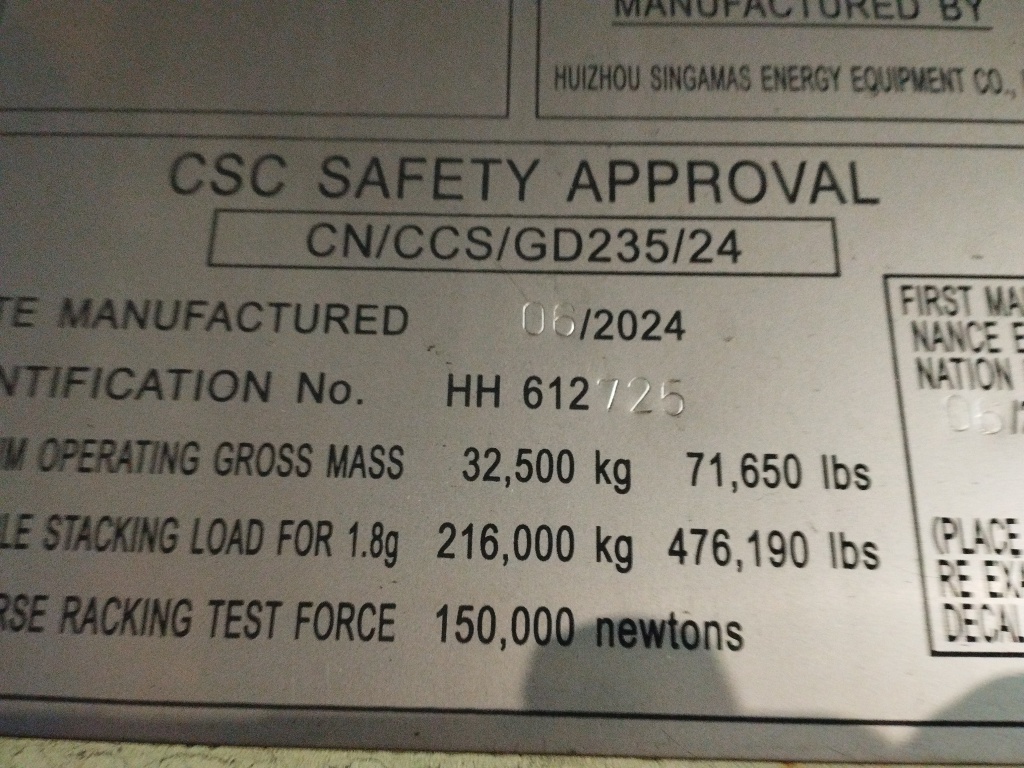 MANUFACTURED BY
HUIZHOU SINGAMAS ENERGY EQUIPMENT CO.,
CSC SAFETY APPROVAL
CN/CCS/GD235/24
TE MANUFACTURED 06/2024
NTIFICATION No. HH 612725
M OPERATING GROSS MASS 32,500 kg 71,650 lbs
LE STACKING LOAD FOR 1.8g 216,000 kg 476,190 lbs
RSE RACKING TEST FORCE 150,000 newtons
FIRST MA
NANCE E
NATION
(PLACE
RE EXA
DECAL